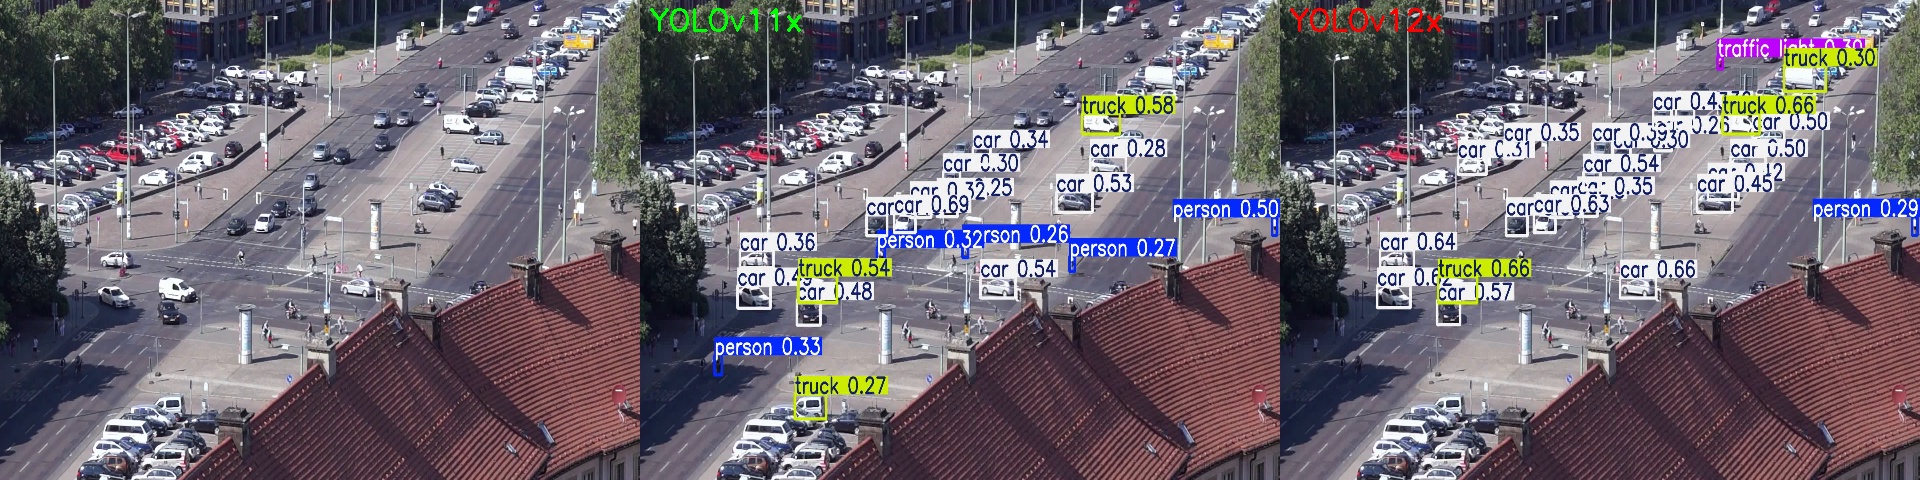 YOLOv11x
truck 0.58
car 0.34
car 0.28
car 0.30
car 0.53
car 0.69
person 0.50
person 0.32
person 0.26
person 0.27
car 0.36
truck 0.54
car 0.54
car 0.48
person 0.33
truck 0.27
YOLOv12x
traffic light 0.30
truck 0.30
truck 0.66
car 0.50
car 0.35
car 0.31
car 0.50
car 0.54
car 0.35
car 0.45
car 0.63
person 0.29
car 0.64
truck 0.66
car 0.66
car 0.57